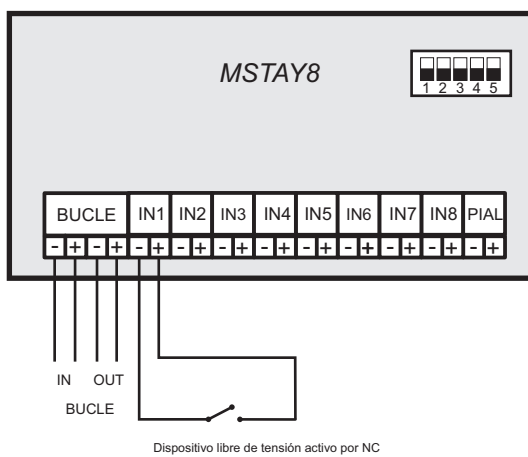 MSTAY8
1 2 3 4 5
BUCLE IN1 IN2 IN3 IN4 IN5 IN6 IN7 IN8 PIAL
- + - + - + - + - + - + - + - + - + - + - +
IN OUT
BUCLE
Dispositivo libre de tensión activo por NC